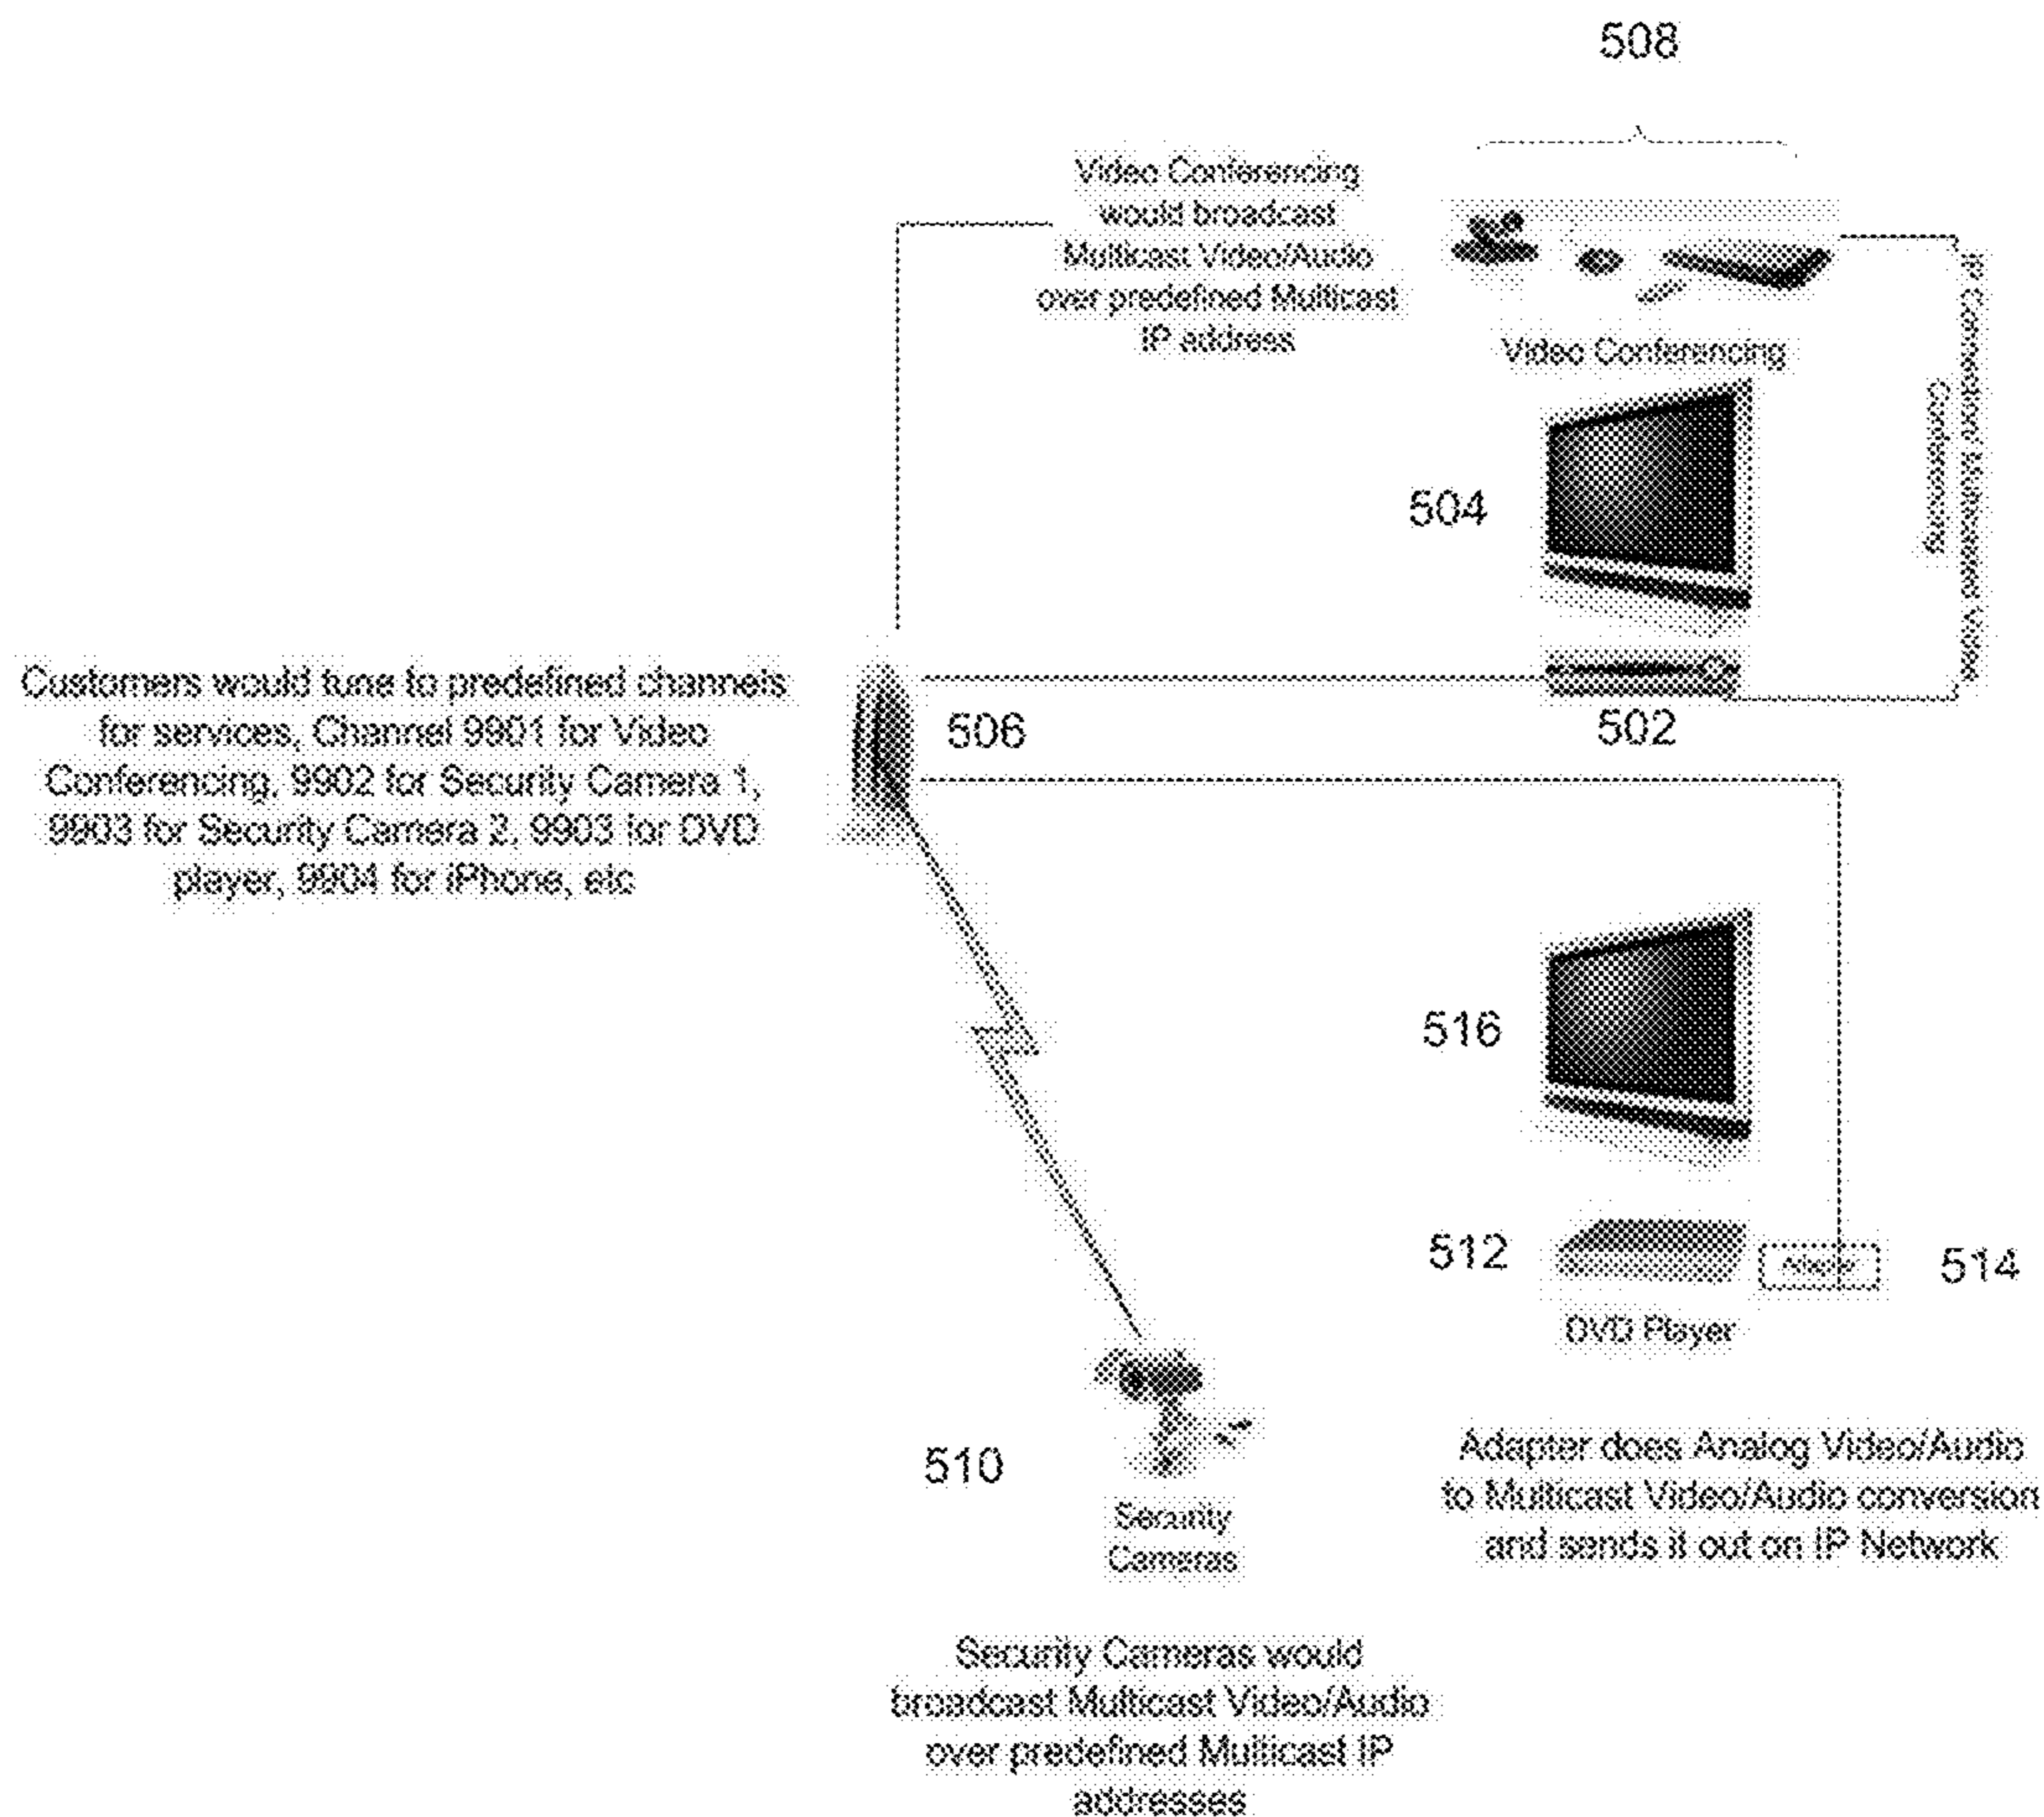 508
Video Conferencing
would broadcast
Multicast Video/Audio
over predefined Multicast
IP address
Video Conferencing
504
Customers would tune to predefined channels
for services, Channel 9901 for Video
Conferencing, 9902 for Security Camera 1,
9903 for Security Camera 2, 9903 for DVD
player, 9904 for iPhone, etc
506
502
516
512
Adapter
514
DVD Player
510
Security
Cameras
Adapter does Analog Video/Audio
to Multicast Video/Audio conversion
and sends it out on IP Network
Security Cameras would
broadcast Multicast Video/Audio
over predefined Multicast IP
addresses
Conferencing